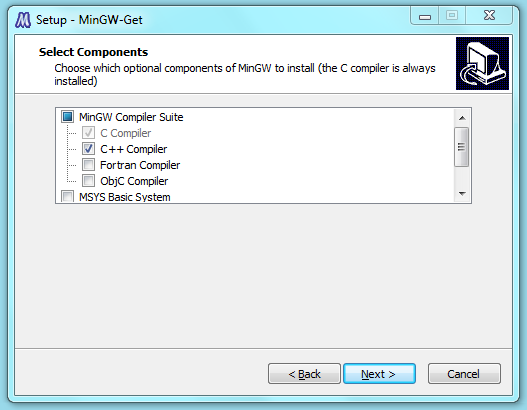 Setup - MinGW-Get
Select Components
Choose which optional components of MinGW to install (the C compiler is always
installed)
MinGW Compiler Suite
C Compiler
C++ Compiler
Fortran Compiler
ObjC Compiler
MSYS Basic System
< Back
Next >
Cancel